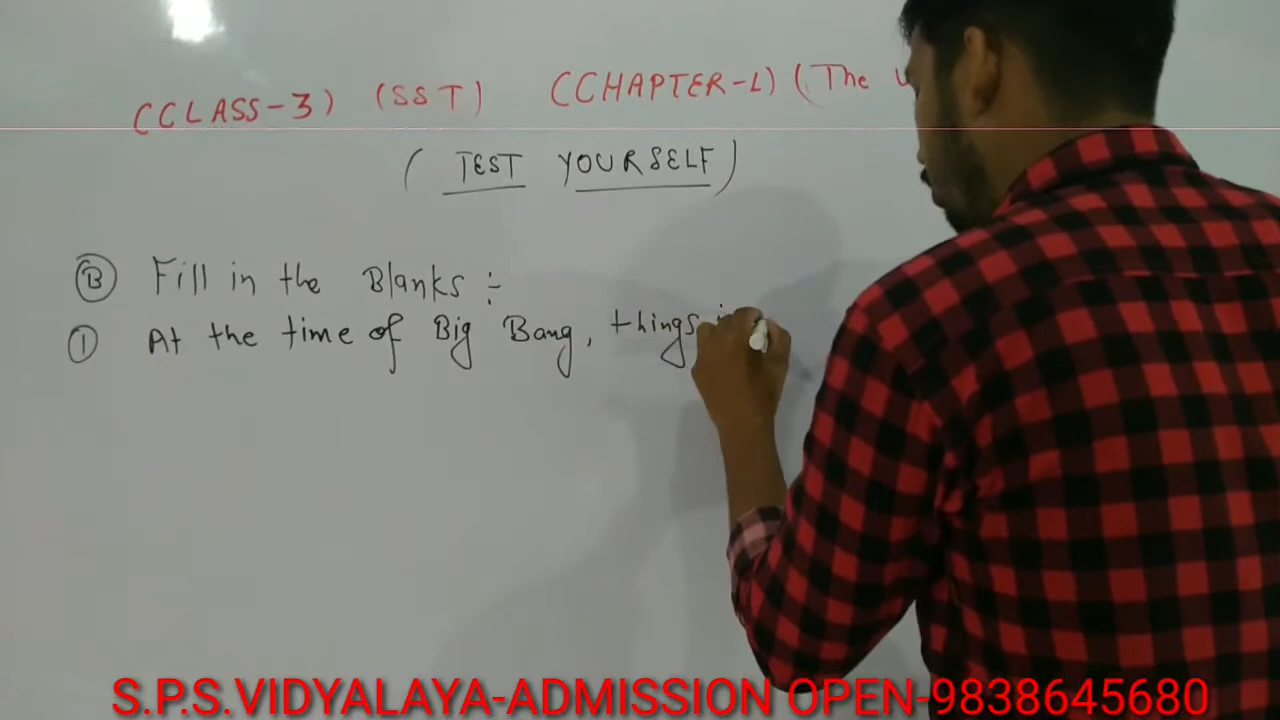 (CLASS-3) (SST) (CHAPTER-1) (The
( TEST YOURSELF )
(B) Fill in the Blanks :-
(1) At the time of Big Bang, things
S.P.S.VIDYALAYA-ADMISSION OPEN-9838645680